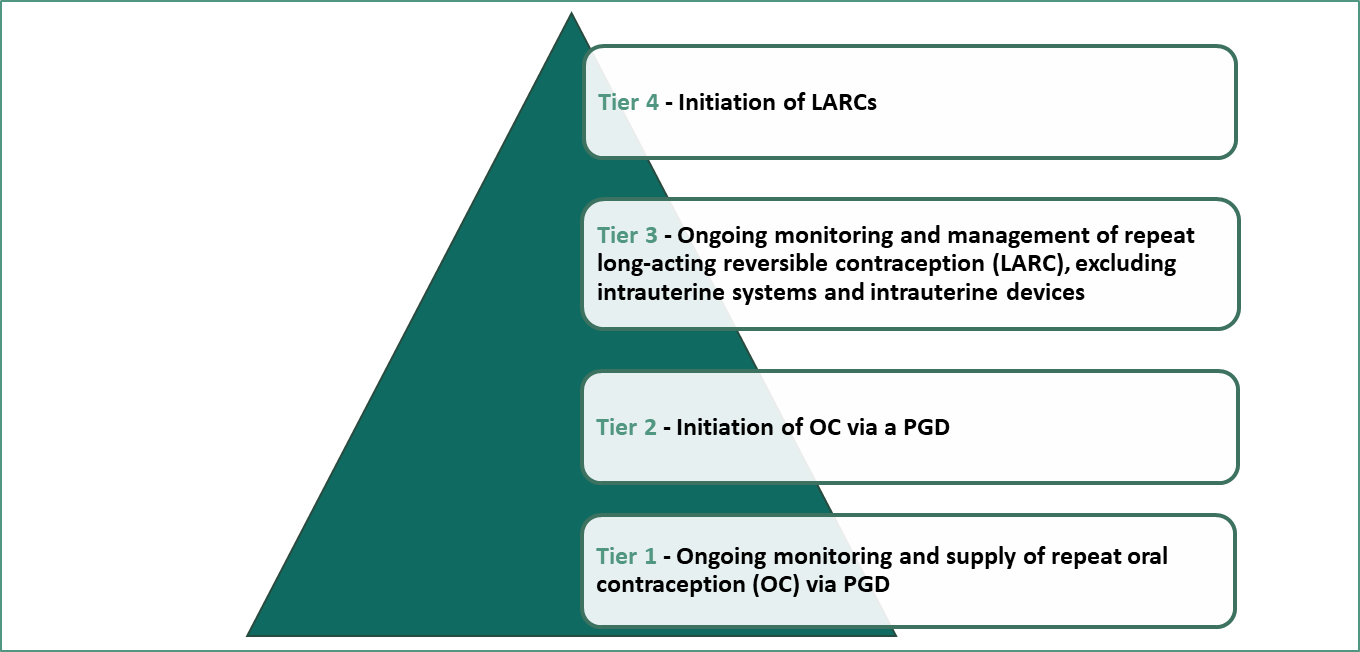 Tier 4 - Initiation of LARCs
Tier 3 - Ongoing monitoring and management of repeat
long-acting reversible contraception (LARC), excluding
intrauterine systems and intrauterine devices
Tier 2 - Initiation of OC via a PGD
Tier 1 - Ongoing monitoring and supply of repeat oral
contraception (OC) via PGD